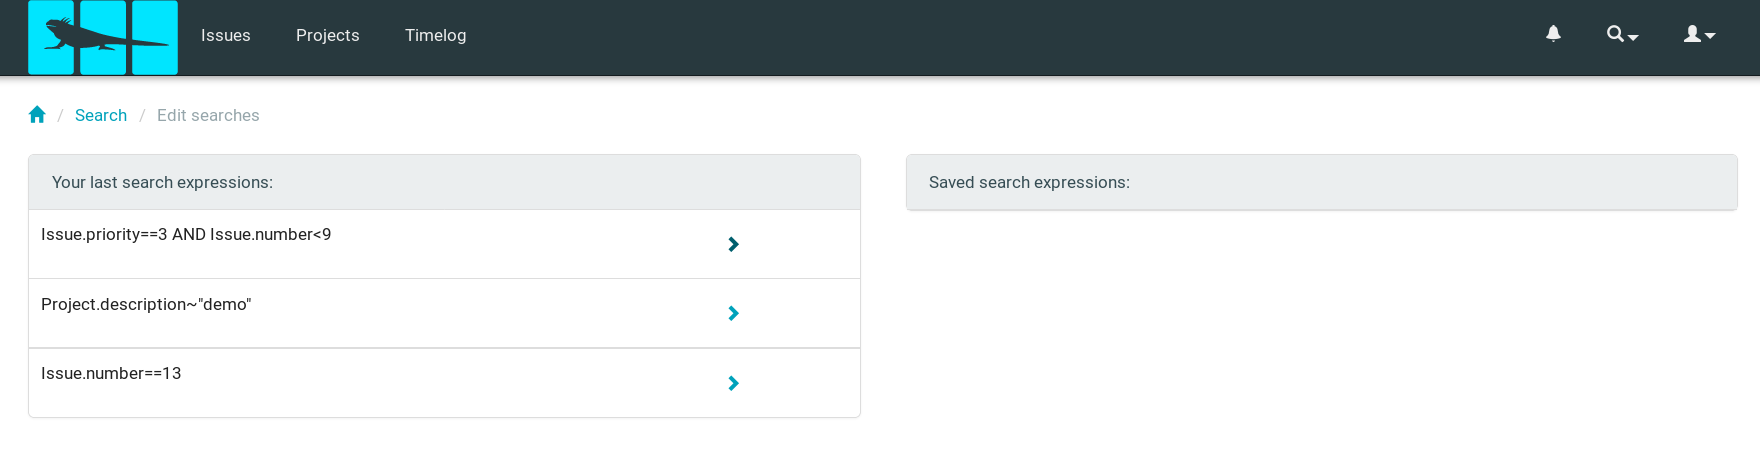 Issues Projects Timelog
/ Search / Edit searches
Your last search expressions:
Issue.priority==3 AND Issue.number<9
Project.description~"demo"
Issue.number==13
Saved search expressions: